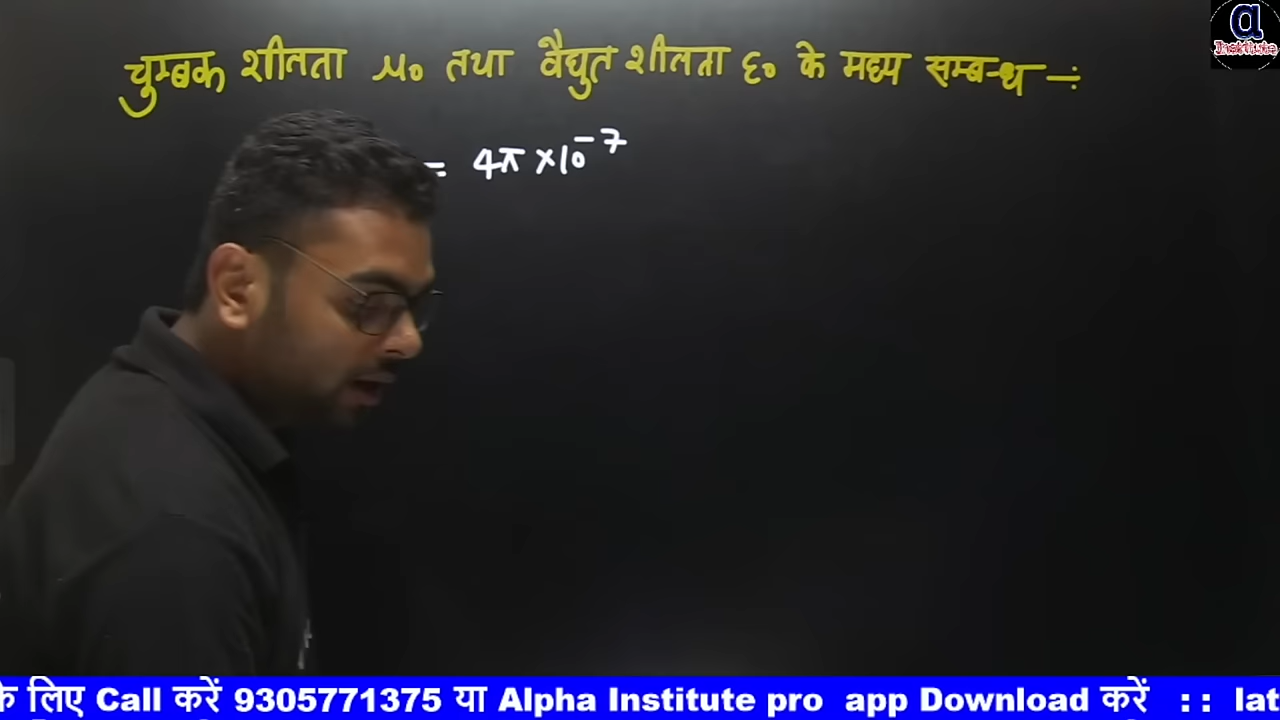 α
Institute
चुम्बक शीलता μ₀ तथा वैद्युत शीलता ε₀ के मध्य सम्बन्ध ÷
= 4π × 10⁻⁷
के लिए Call करें 9305771375 या Alpha Institute pro app Download करें : : lat